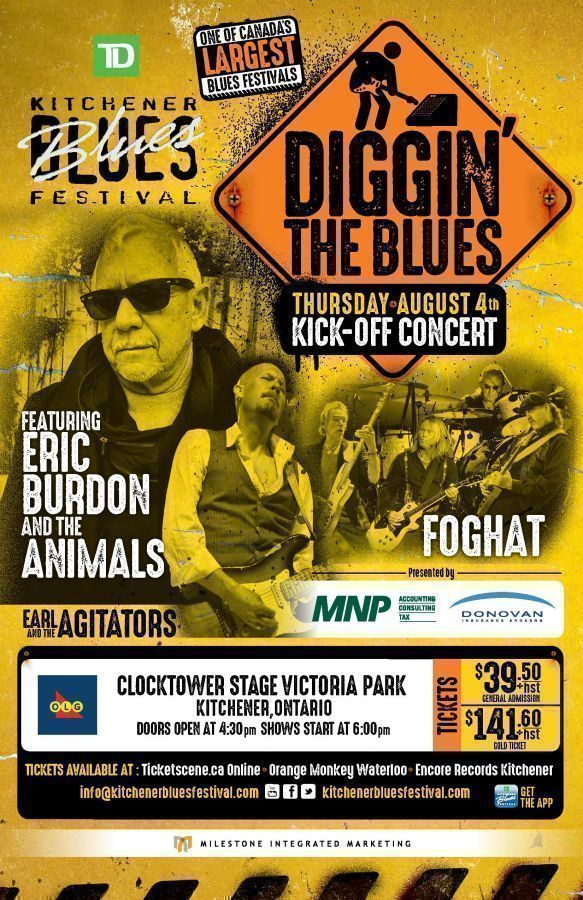 TD
KITCHENER
BLUES
Blues
FESTIVAL
ONE OF CANADA'S
LARGEST
BLUES FESTIVALS
DIGGIN'
THE BLUES
THURSDAY•AUGUST 4th
KICK-OFF CONCERT
FEATURING
ERIC
BURDON
AND THE
ANIMALS
FOGHAT
EARL
AND THE
AGITATORS
Presented by
MNP
ACCOUNTING
CONSULTING
TAX
DONOVAN
INSURANCE BROKERS
OLG
CLOCKTOWER STAGE VICTORIA PARK
KITCHENER,ONTARIO
DOORS OPEN AT 4:30pm SHOWS START AT 6:00pm
TICKETS
$39.50
+hst
GENERAL ADMISSION
$141.60
+hst
GOLD TICKET
TICKETS AVAILABLE AT : Ticketscene.ca Online • Orange Monkey Waterloo • Encore Records Kitchener
info@kitchenerbluesfestival.com
kitchenerbluesfestival.com
GET
THE APP
MILESTONE INTEGRATED MARKETING